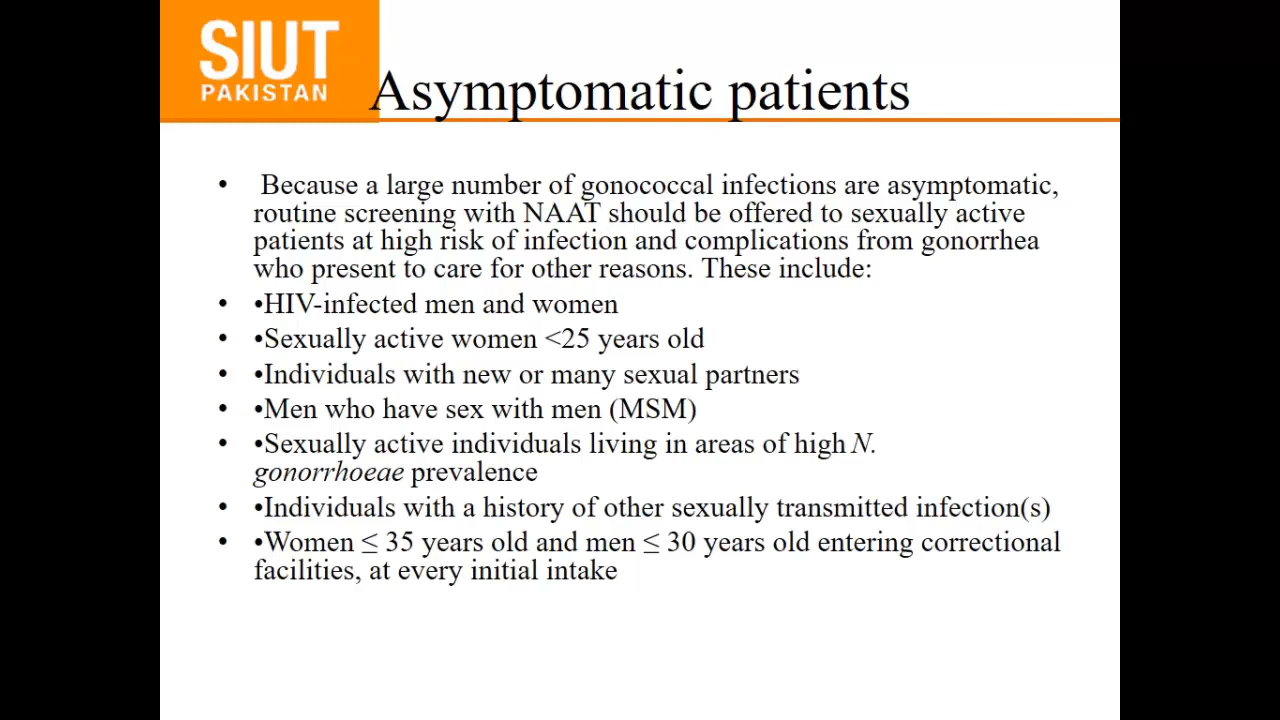 SIUT
PAKISTAN
Asymptomatic patients
• Because a large number of gonococcal infections are asymptomatic,
routine screening with NAAT should be offered to sexually active
patients at high risk of infection and complications from gonorrhea
who present to care for other reasons. These include:
• •HIV-infected men and women
• •Sexually active women <25 years old
• •Individuals with new or many sexual partners
• •Men who have sex with men (MSM)
• •Sexually active individuals living in areas of high N.
gonorrhoeae prevalence
• •Individuals with a history of other sexually transmitted infection(s)
• •Women ≤ 35 years old and men ≤ 30 years old entering correctional
facilities, at every initial intake